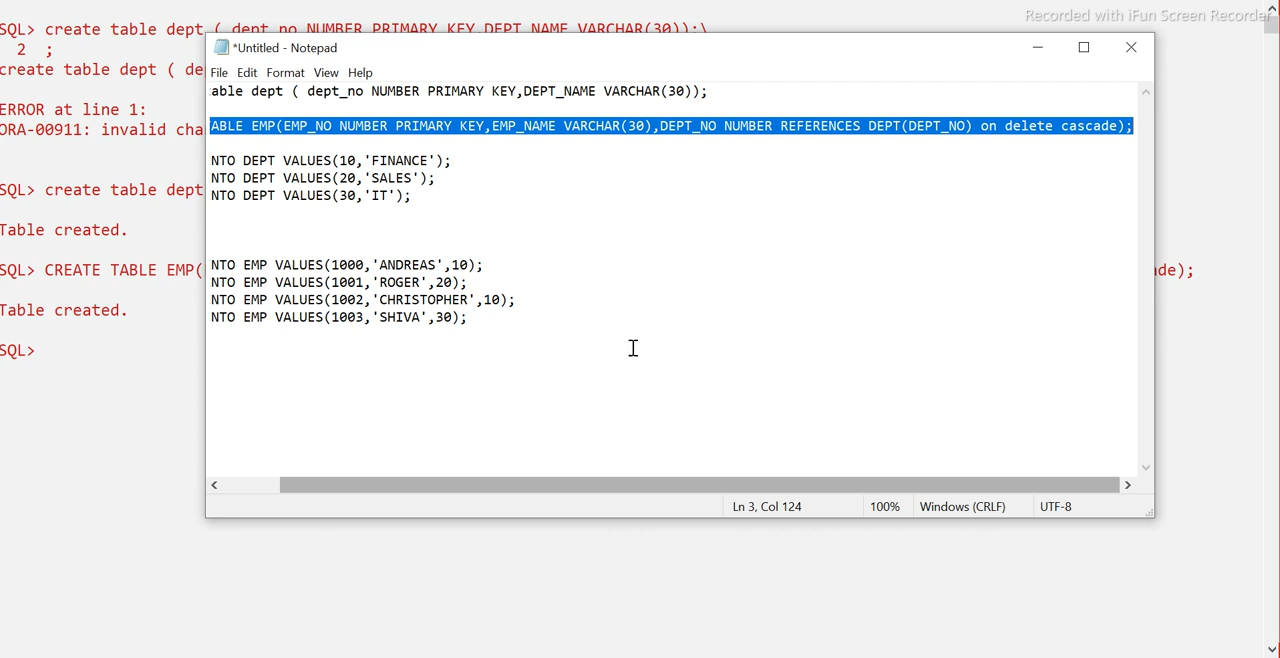 Recorded with iFun Screen Recorder
SQL> create table dept ( dept_no NUMBER PRIMARY KEY,DEPT_NAME VARCHAR(30));\
2 ;
create table dept ( de
ERROR at line 1:
ORA-00911: invalid cha
SQL> create table dept
Table created.
SQL> CREATE TABLE EMP( de);
Table created.
SQL>
*Untitled - Notepad
File Edit Format View Help
able dept ( dept_no NUMBER PRIMARY KEY,DEPT_NAME VARCHAR(30));
ABLE EMP(EMP_NO NUMBER PRIMARY KEY,EMP_NAME VARCHAR(30),DEPT_NO NUMBER REFERENCES DEPT(DEPT_NO) on delete cascade);
NTO DEPT VALUES(10,'FINANCE');
NTO DEPT VALUES(20,'SALES');
NTO DEPT VALUES(30,'IT');
NTO EMP VALUES(1000,'ANDREAS',10);
NTO EMP VALUES(1001,'ROGER',20);
NTO EMP VALUES(1002,'CHRISTOPHER',10);
NTO EMP VALUES(1003,'SHIVA',30);
Ln 3, Col 124 100% Windows (CRLF) UTF-8